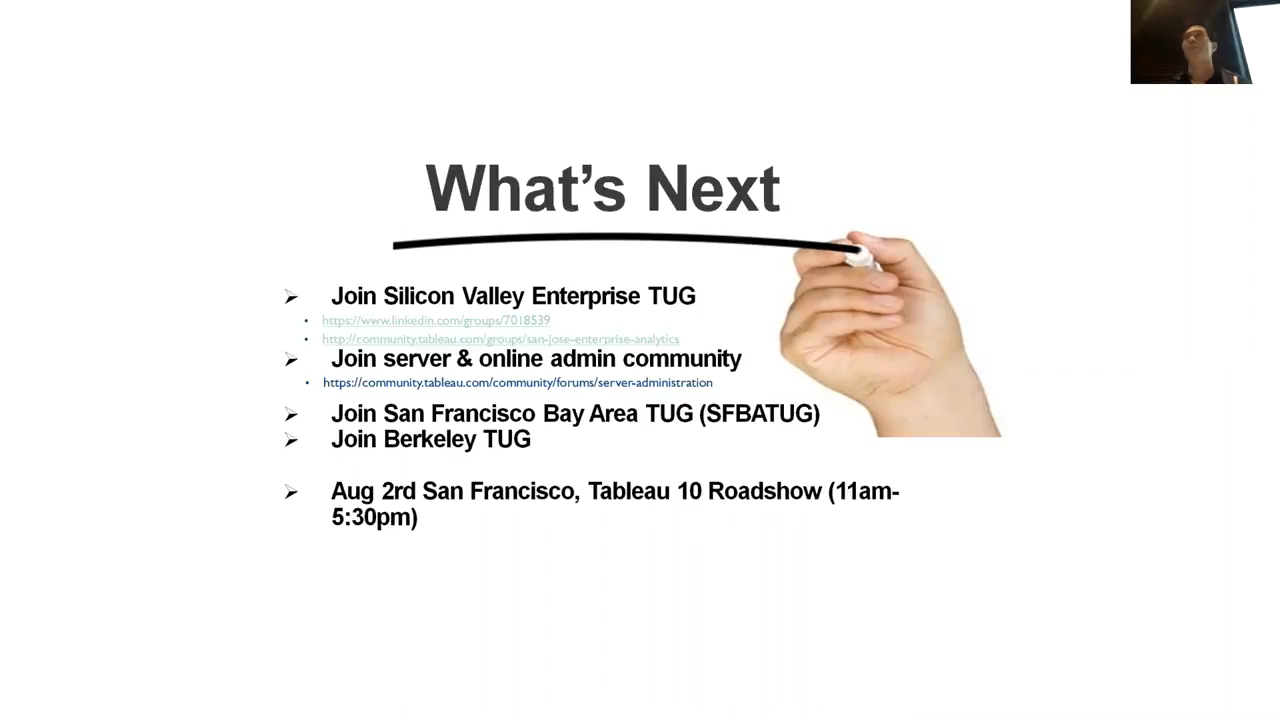 What's Next
➢ Join Silicon Valley Enterprise TUG
• https://www.linkedin.com/groups/7018539
• http://community.tableau.com/groups/san-jose-enterprise-analytics
➢ Join server & online admin community
• https://community.tableau.com/community/forums/server-administration
➢ Join San Francisco Bay Area TUG (SFBATUG)
➢ Join Berkeley TUG
➢ Aug 2rd San Francisco, Tableau 10 Roadshow (11am-
5:30pm)